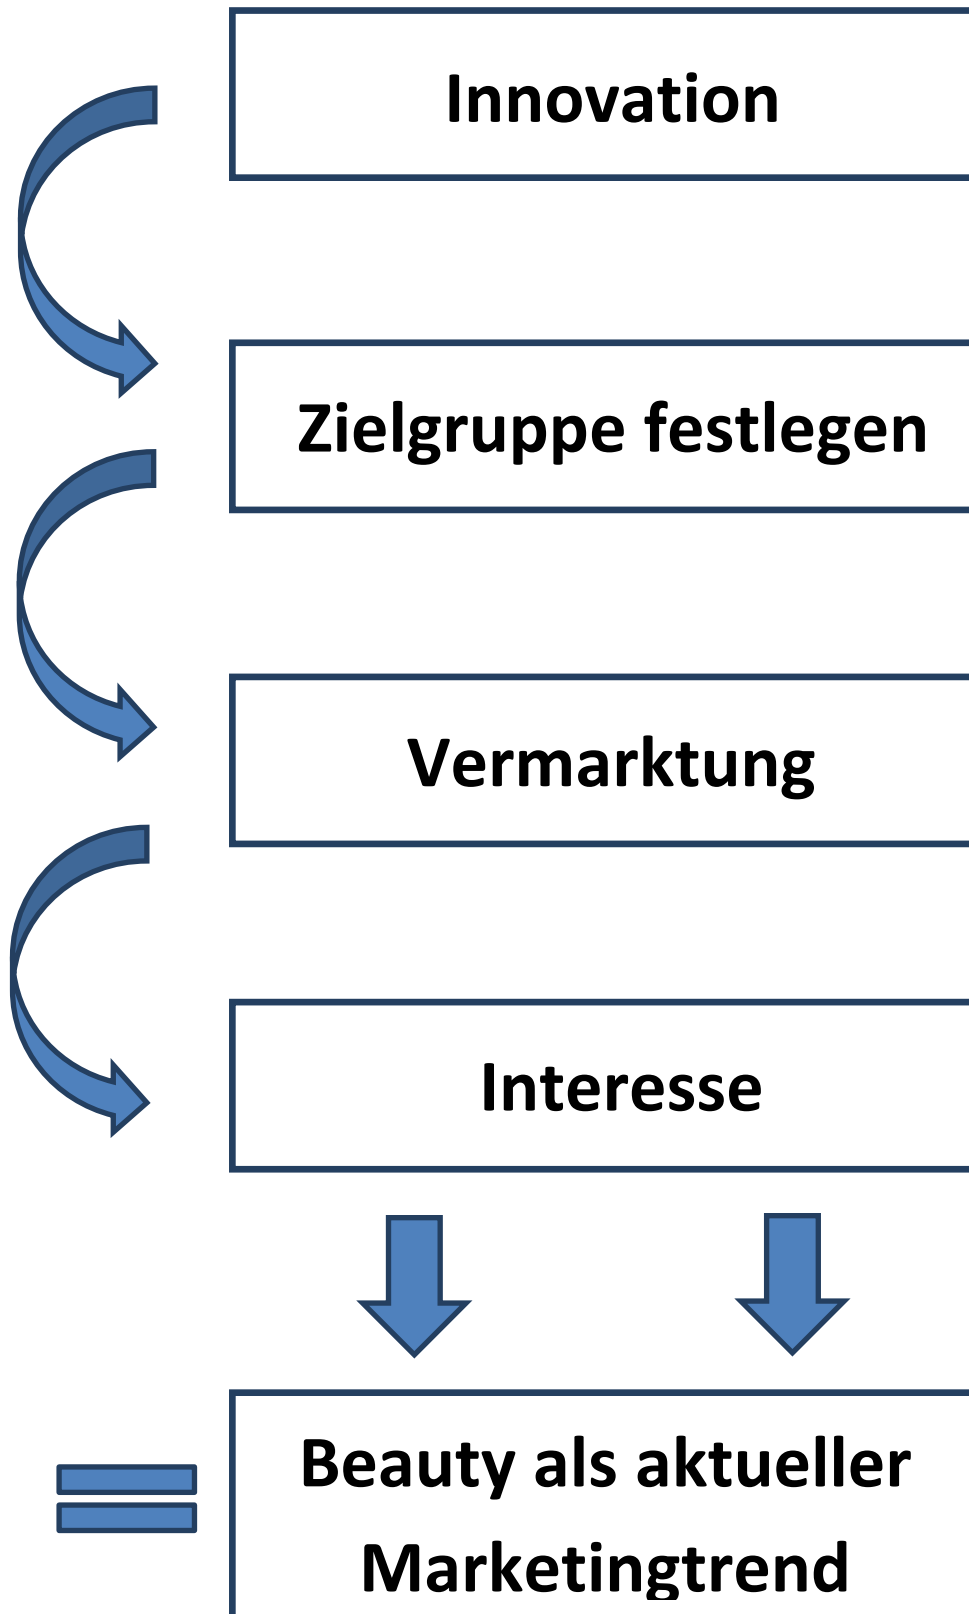 Innovation
Zielgruppe festlegen
Vermarktung
Interesse
Beauty als aktueller
Marketingtrend